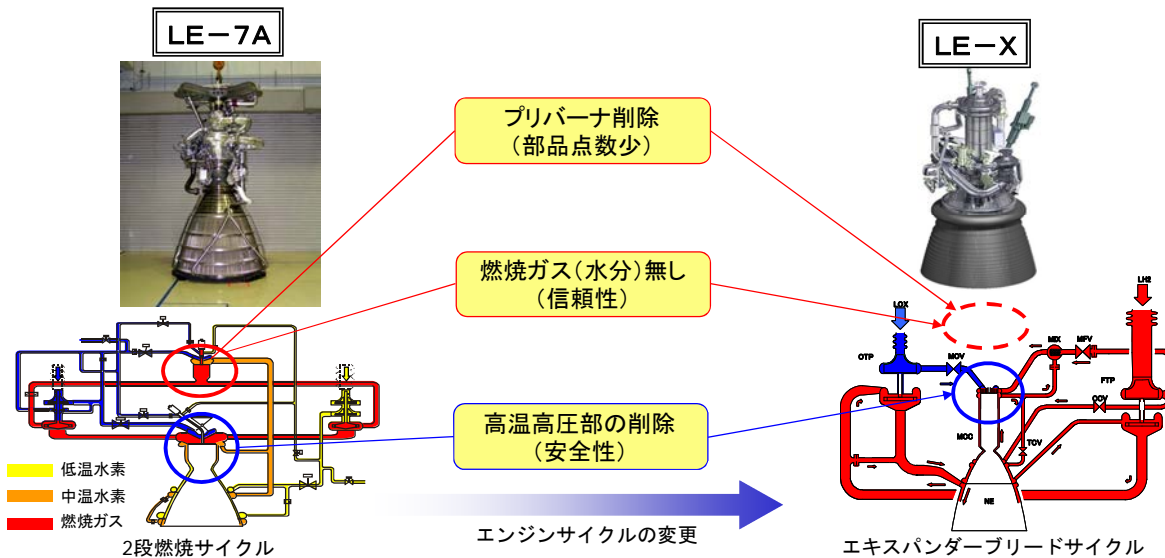 LE-7A
LE-X
プリバーナ削除
(部品点数少)
燃焼ガス(水分)無し
(信頼性)
高温高圧部の削除
(安全性)
低温水素
中温水素
燃焼ガス
2段燃焼サイクル
エンジンサイクルの変更
LOX
OTP
MOV
MIX
MFV
LH2
FTP
CCV
MCC
TCV
NE
エキスパンダーブリードサイクル